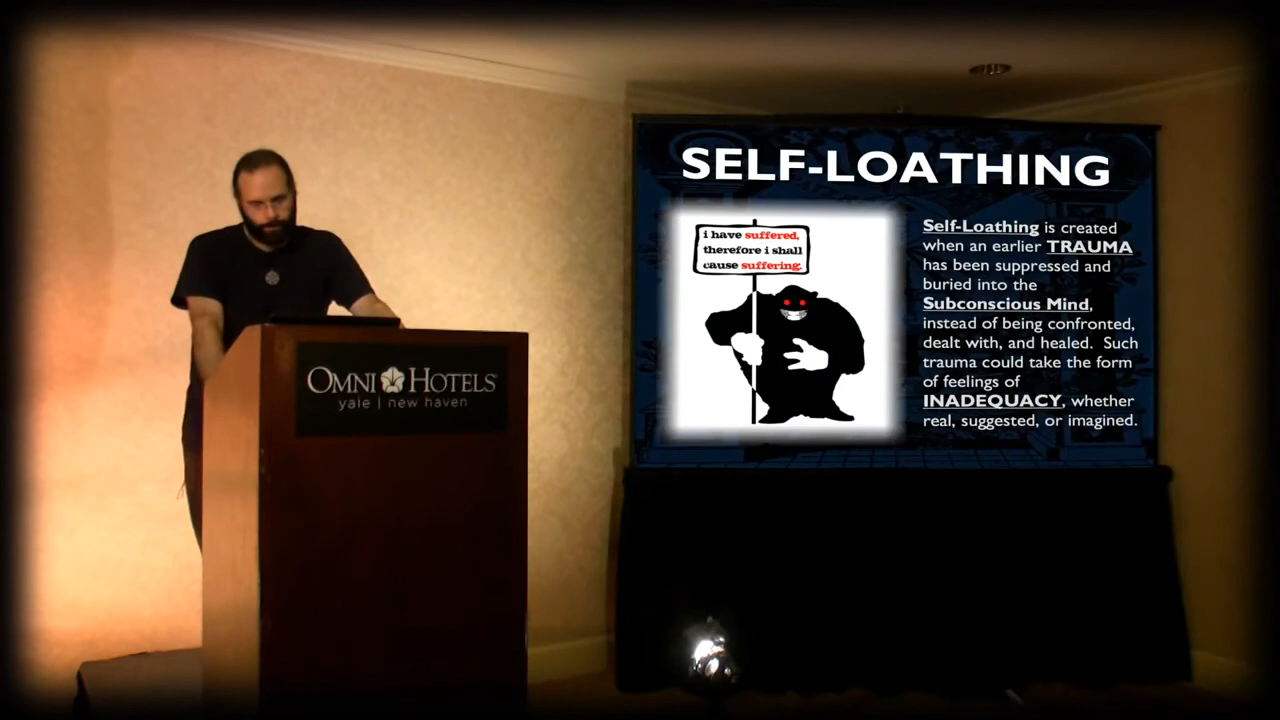 SELF-LOATHING
i have suffered,
therefore i shall
cause suffering.
Self-Loathing is created
when an earlier TRAUMA
has been suppressed and
buried into the
Subconscious Mind,
instead of being confronted,
dealt with, and healed.  Such
trauma could take the form
of feelings of
INADEQUACY, whether
real, suggested, or imagined.
OMNI HOTELS
yale | new haven